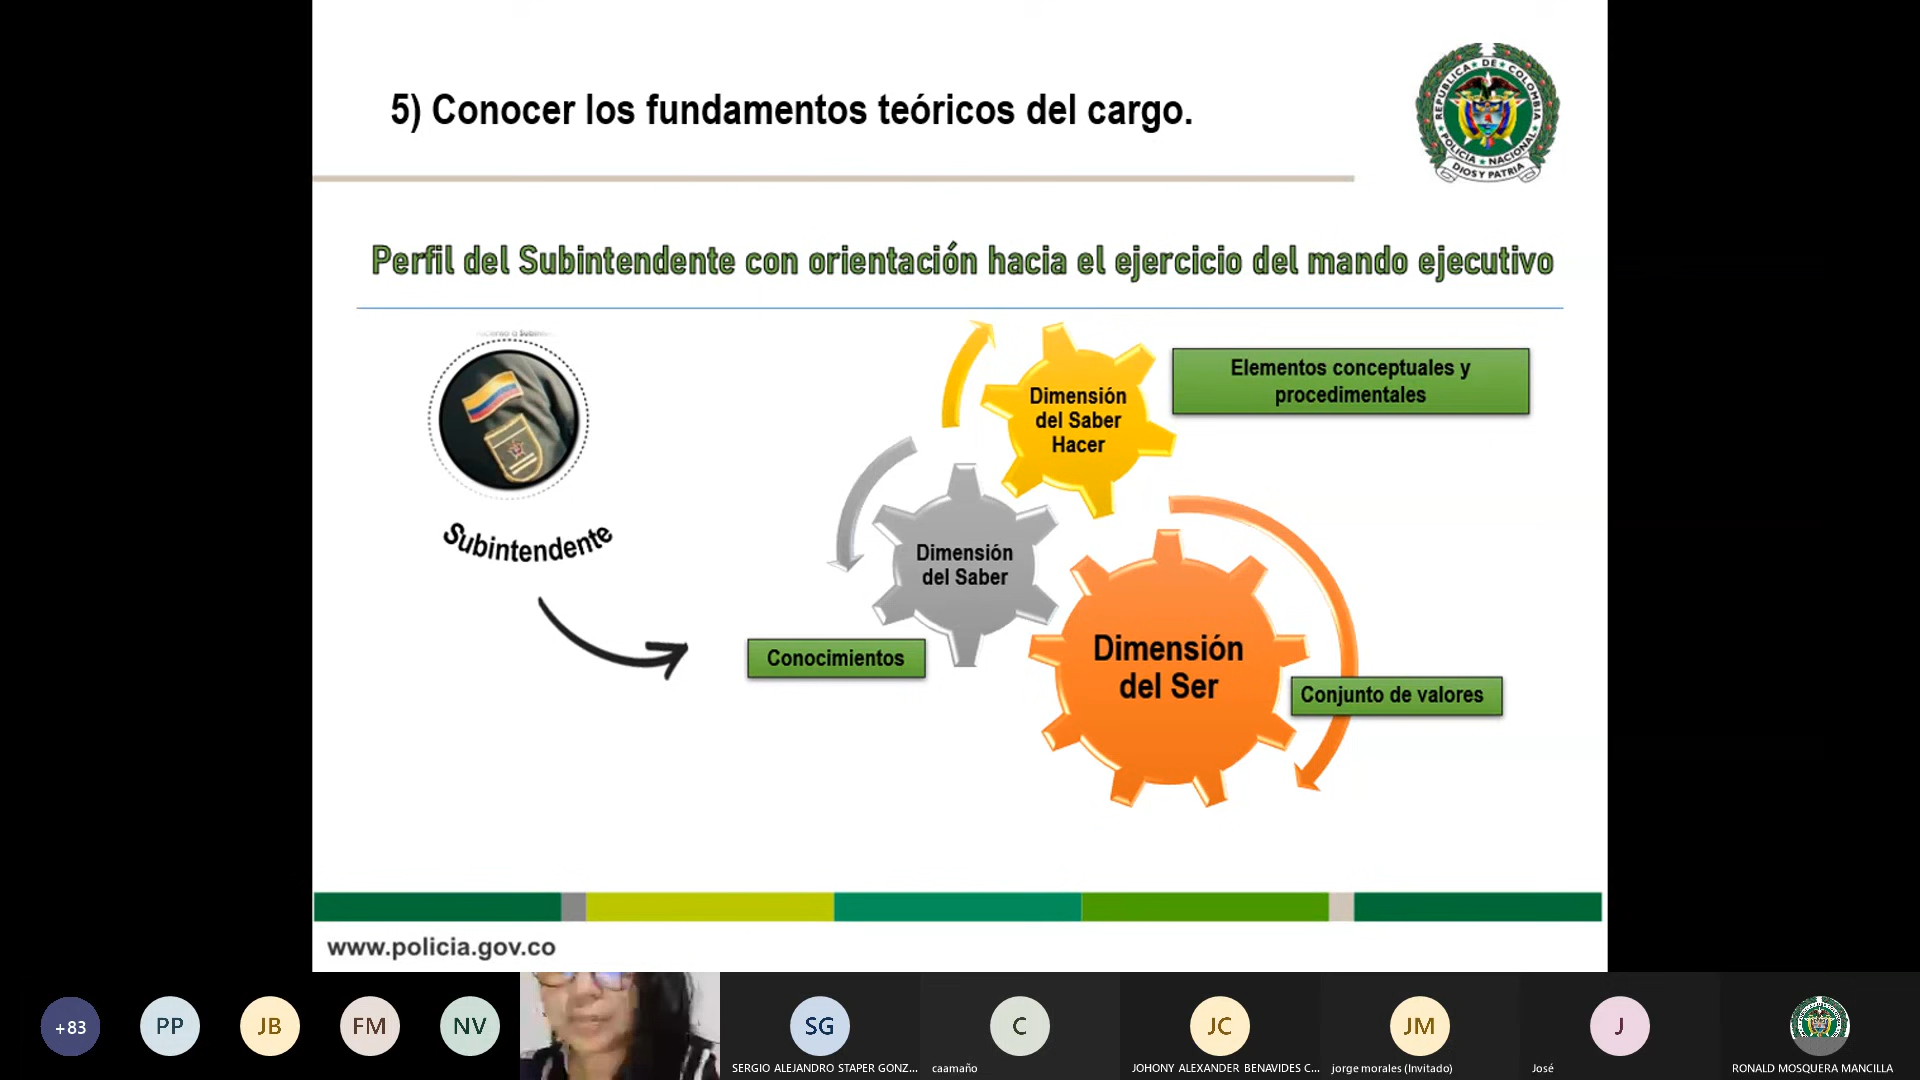 5) Conocer los fundamentos teóricos del cargo.
REPUBLICA DE COLOMBIA
POLICIA NACIONAL
DIOS Y PATRIA
Perfil del Subintendente con orientación hacia el ejercicio del mando ejecutivo
Subintendente
Dimensión
del Saber
Hacer
Elementos conceptuales y
procedimentales
Dimensión
del Saber
Conocimientos
Dimensión
del Ser
Conjunto de valores
www.policia.gov.co
+83
PP
JB
FM
NV
SG
SERGIO ALEJANDRO STAPER GONZ...
C
caamaño
JC
JOHONY ALEXANDER BENAVIDES C...
JM
jorge morales (Invitado)
J
José
RONALD MOSQUERA MANCILLA